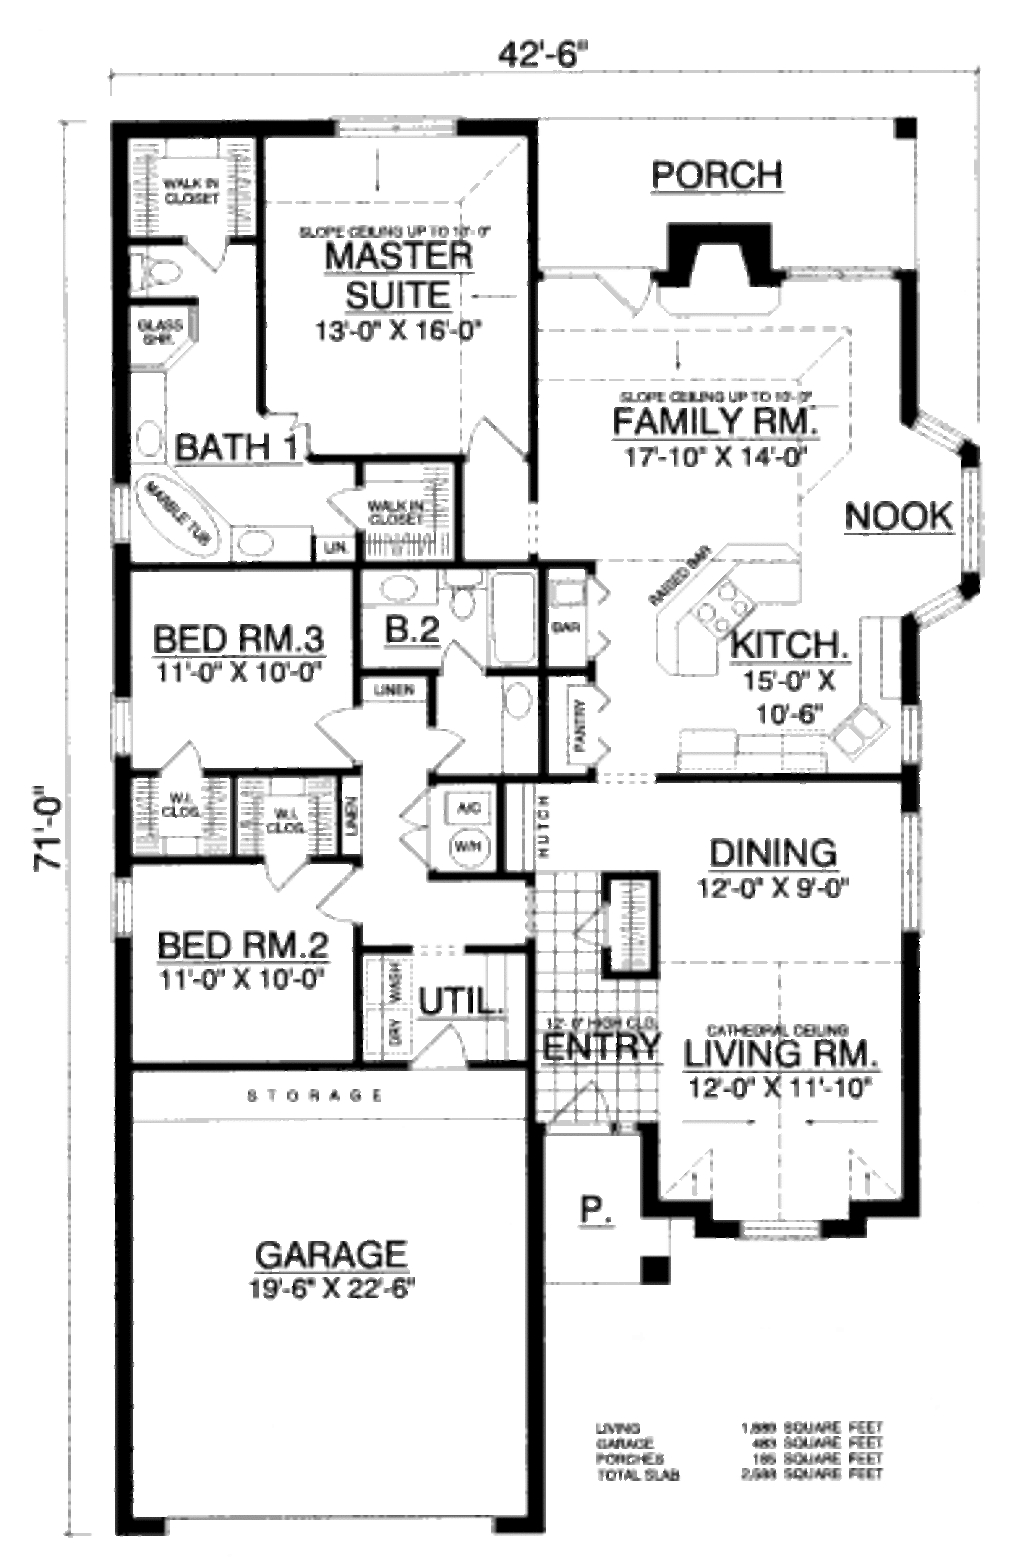 42'-6"
PORCH
WALK IN
CLOSET
SLOPE CEILING UP TO 10'-0"
MASTER
SUITE
13'-0" X 16'-0"
GLASS
SHR.
SLOPE CEILING UP TO 10'-0"
FAMILY RM.
17'-10" X 14'-0"
BATH 1
MARBLE TUB
WALK IN
CLOSET
LIN.
NOOK
RAISED BAR
BED RM.3
11'-0" X 10'-0"
B.2
BAR
KITCH.
15'-0" X
10'-6"
LINEN
PANTRY
W.I.
CLOS.
W.I.
CLOS.
LINEN
A/C
W/H
HUTCH
71'-0"
DINING
12'-0" X 9'-0"
BED RM.2
11'-0" X 10'-0"
WASH
DRY
UTIL.
12'-0" HIGH CLG.
ENTRY
CATHEDRAL CEILING
LIVING RM.
12'-0" X 11'-10"
STORAGE
P.
GARAGE
19'-6" X 22'-6"
LIVING SQUARE FEET
GARAGE 483 SQUARE FEET
PORCHES SQUARE FEET
TOTAL SLAB SQUARE FEET